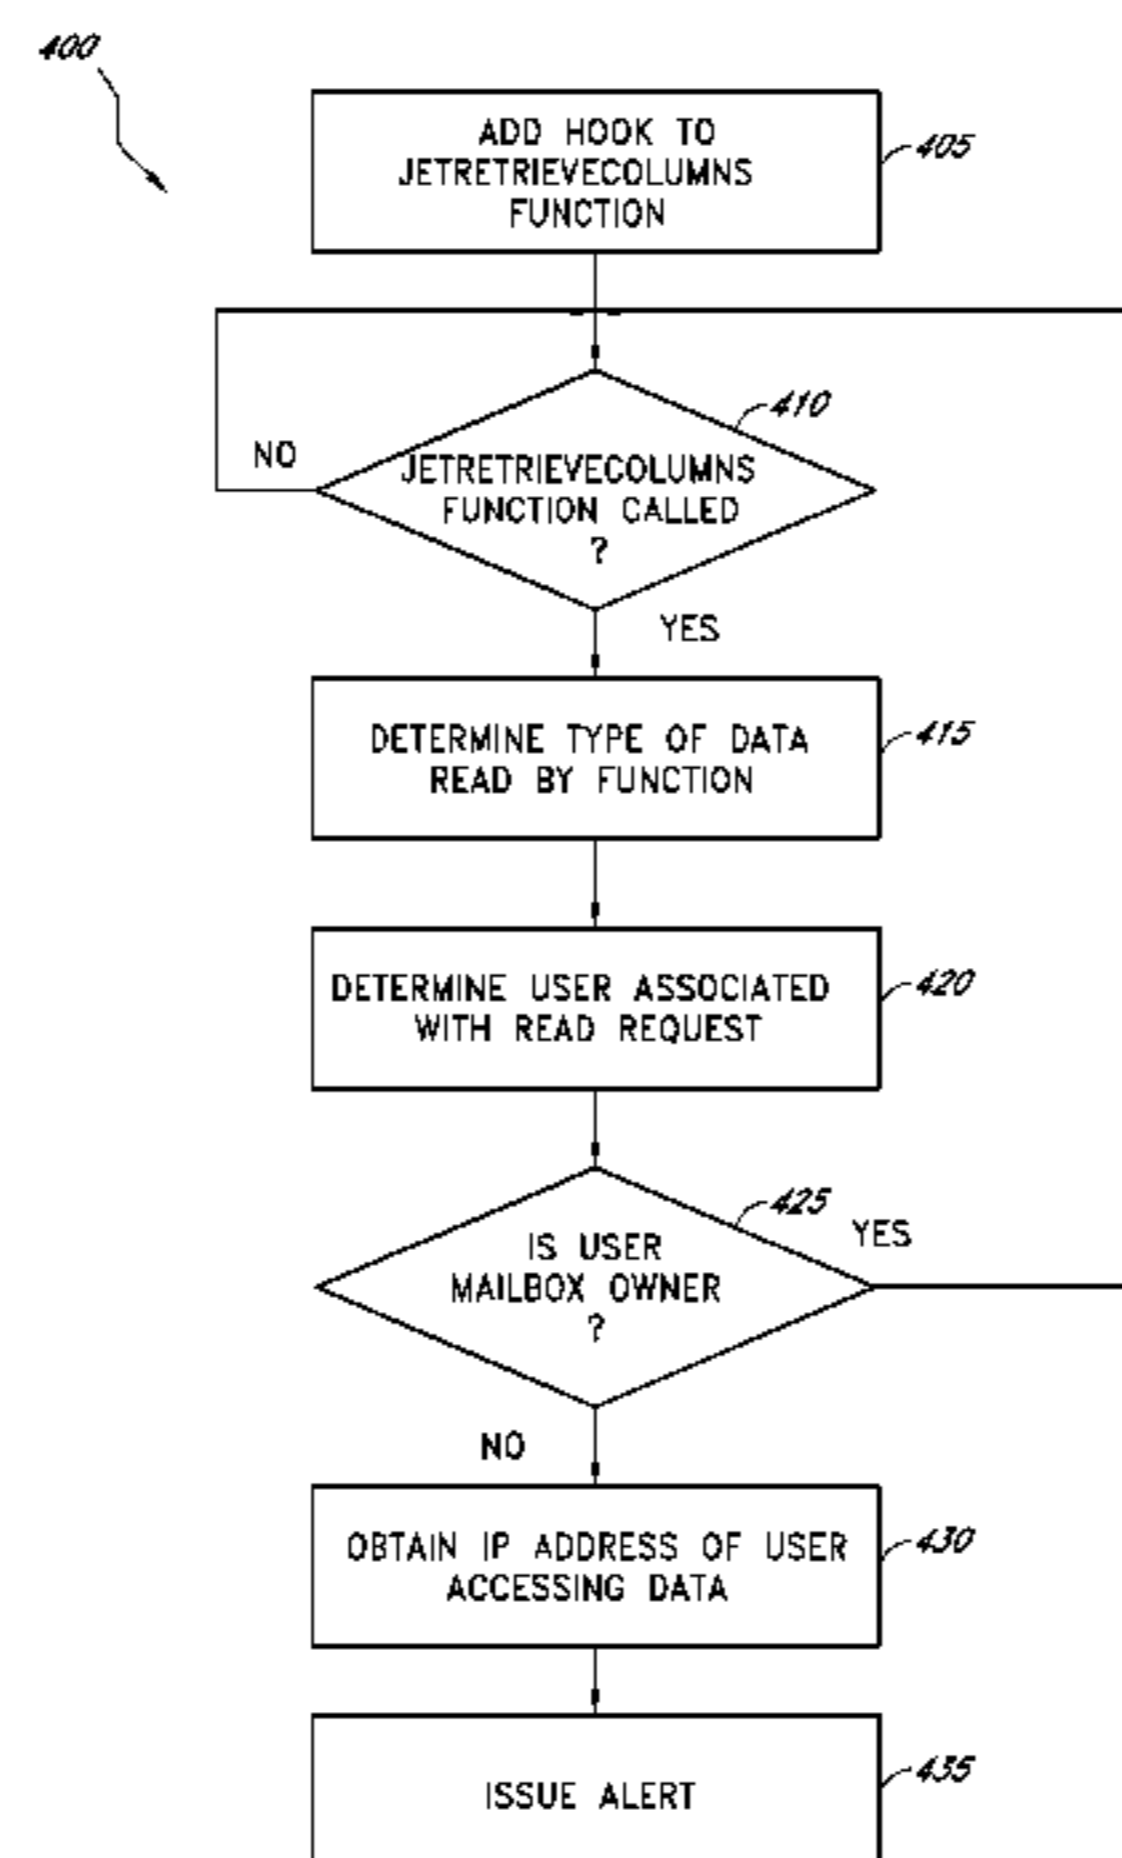 400
ADD HOOK TO
JETRETRIEVECOLUMNS
FUNCTION
405
410
NO
JETRETRIEVECOLUMNS
FUNCTION CALLED
?
YES
DETERMINE TYPE OF DATA
READ BY FUNCTION
415
DETERMINE USER ASSOCIATED
WITH READ REQUEST
420
425
YES
IS USER
MAILBOX OWNER
?
NO
OBTAIN IP ADDRESS OF USER
ACCESSING DATA
430
ISSUE ALERT
435